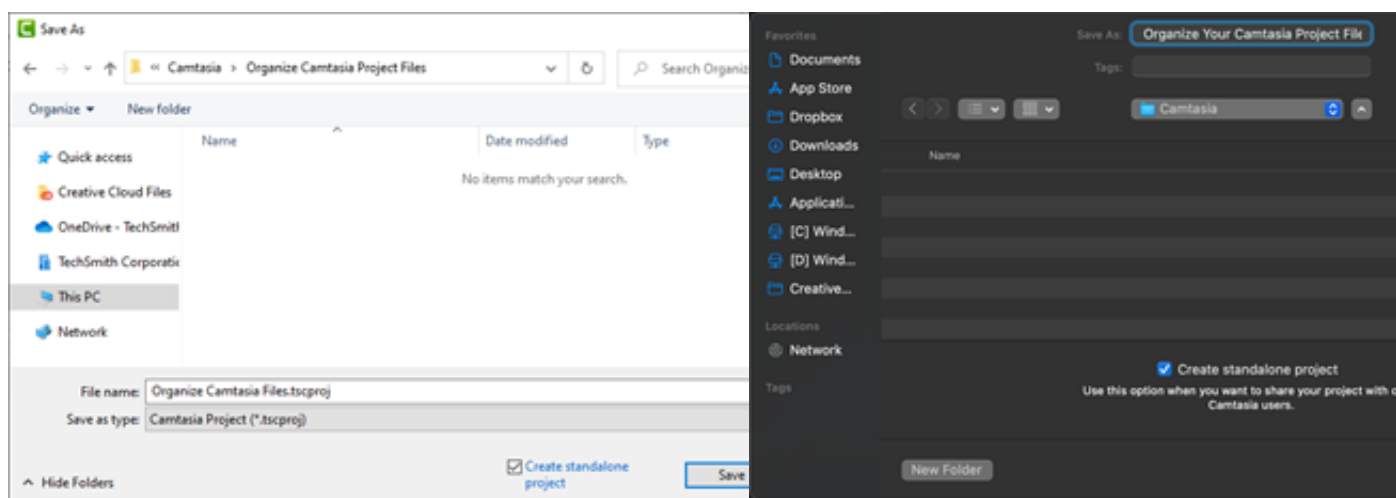 Save As
« Camtasia › Organize Camtasia Project Files
Search Organiz
Organize
New folder
Name
Date modified
Type
No items match your search.
Quick access
Creative Cloud Files
OneDrive - TechSmith
TechSmith Corporatic
This PC
Network
File name: Organize Camtasia Files.tscproj
Save as type: Camtasia Project (*.tscproj)
Create standalone
project
Hide Folders
Save
Favorites
Documents
App Store
Dropbox
Downloads
Desktop
Applicati...
[C] Wind...
[D] Wind...
Creative...
Locations
Network
Tags
Save As: Organize Your Camtasia Project File
Tags:
Camtasia
Name
Create standalone project
Use this option when you want to share your project with o
Camtasia users.
New Folder